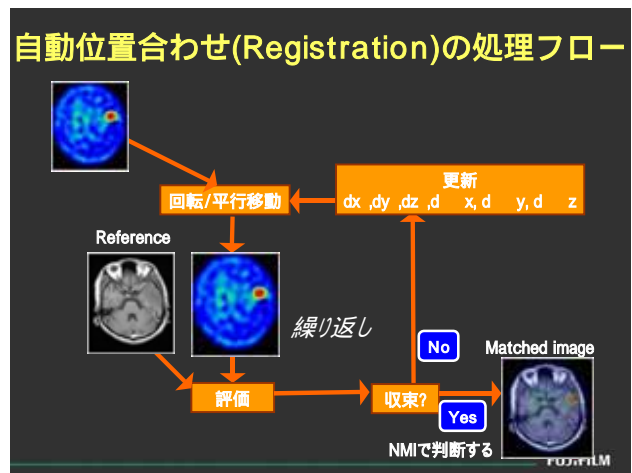 自動位置合わせ(Registration)の処理フロー
更新
回転/平行移動
dx ,dy ,dz ,d x, d y, d z
Reference
繰り返し
No
Matched image
評価
収束?
Yes
NMIで判断する
FUJIFILM